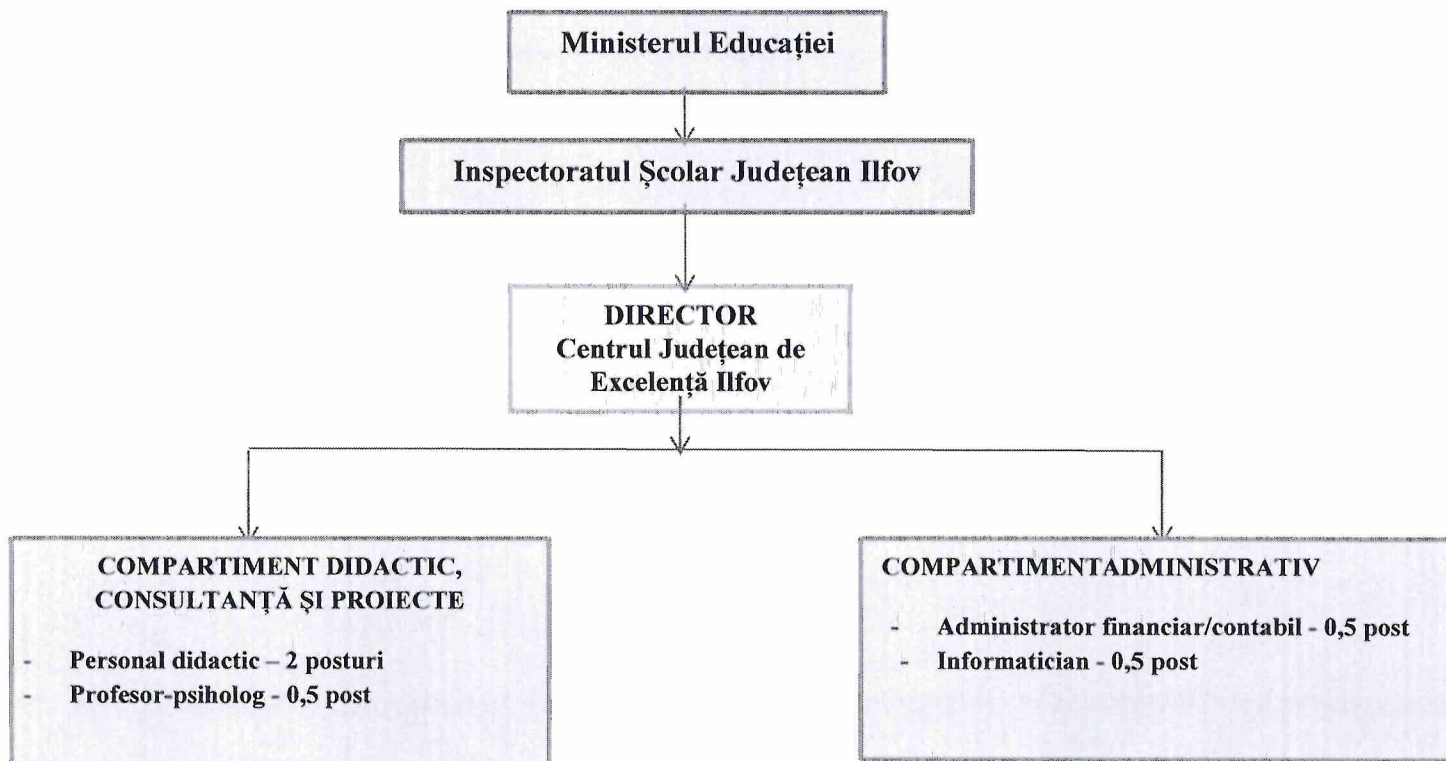 Ministerul Educației
Inspectoratul Școlar Județean Ilfov
DIRECTOR
Centrul Județean de
Excelență Ilfov
COMPARTIMENT DIDACTIC,
CONSULTANȚĂ ȘI PROIECTE
- Personal didactic – 2 posturi
- Profesor-psiholog - 0,5 post
COMPARTIMENTADMINISTRATIV
- Administrator financiar/contabil - 0,5 post
- Informatician - 0,5 post